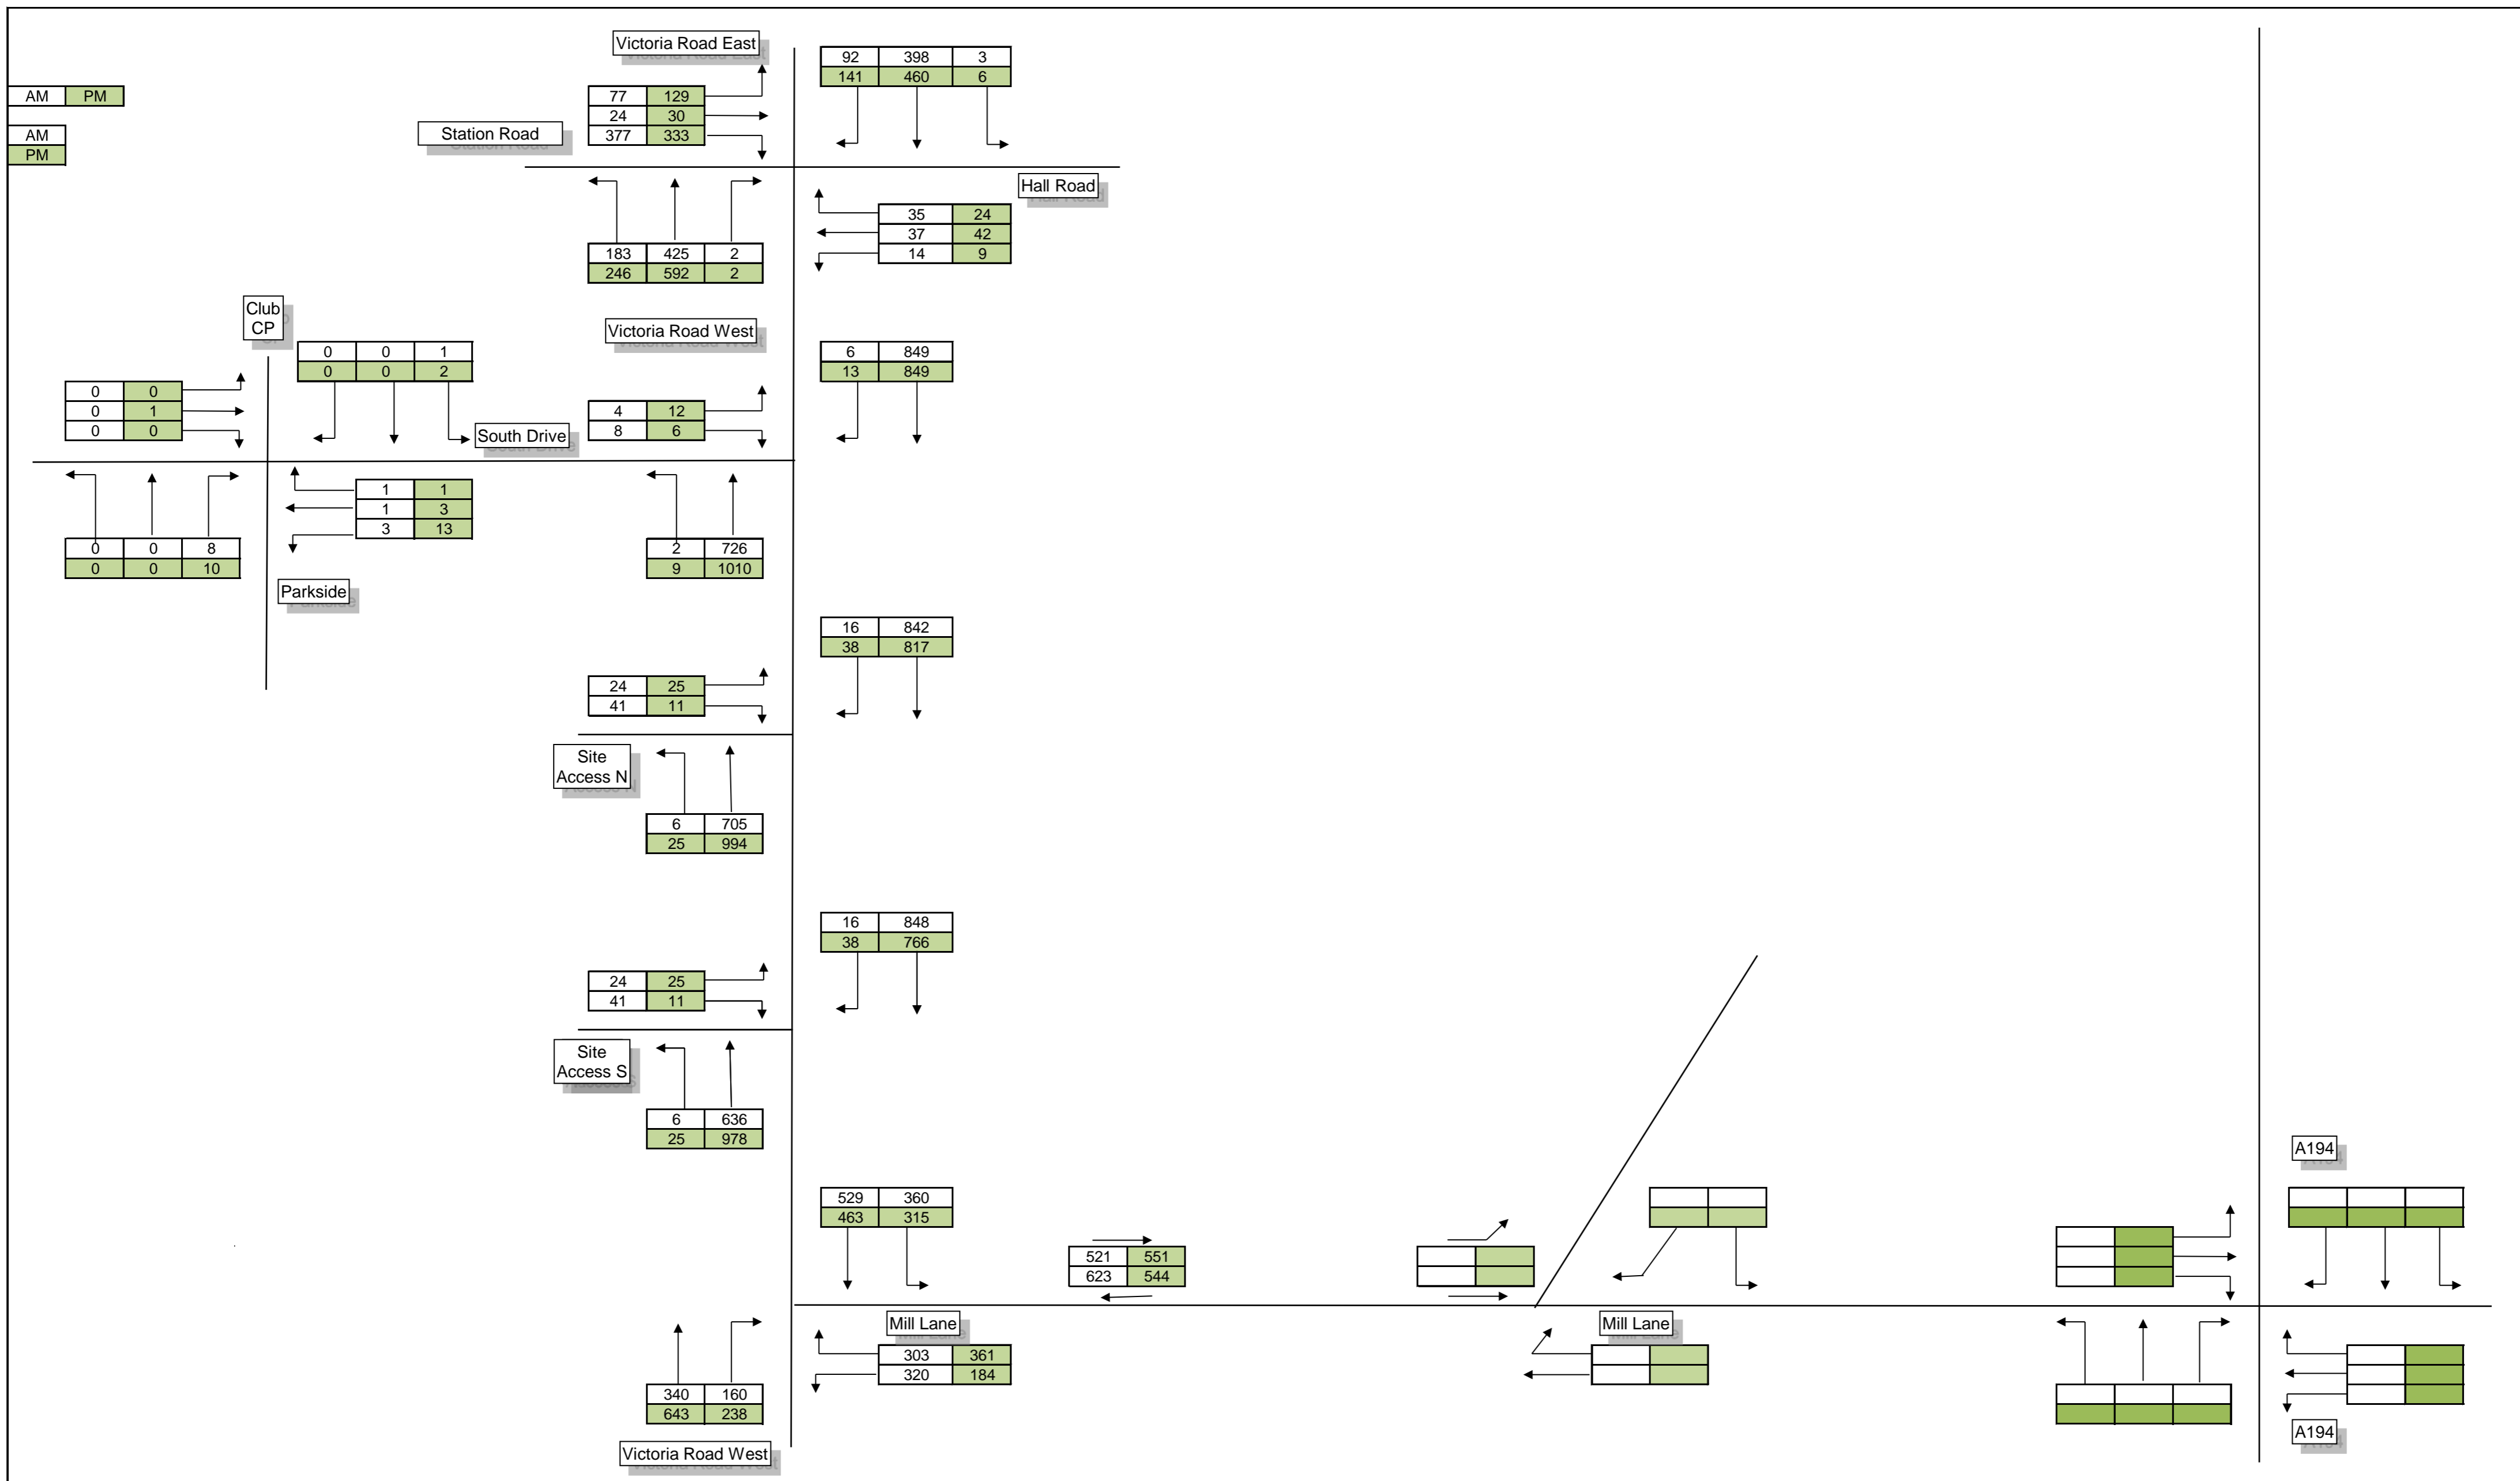 Victoria Road East
92 398 3
141 460 6
AM PM
77 129
24 30
377 333
AM
PM
Station Road
Hall Road
35 24
37 42
14 9
183 425 2
246 592 2
Club
CP
Victoria Road West
0 0 1
0 0 2
6 849
13 849
0 0
0 1
0 0
4 12
8 6
South Drive
1 1
1 3
3 13
0 0 8
0 0 10
2 726
9 1010
Parkside
16 842
38 817
24 25
41 11
Site
Access N
6 705
25 994
16 848
38 766
24 25
41 11
Site
Access S
6 636
25 978
A194
529 360
463 315
521 551
623 544
Mill Lane
Mill Lane
303 361
320 184
340 160
643 238
A194
Victoria Road West